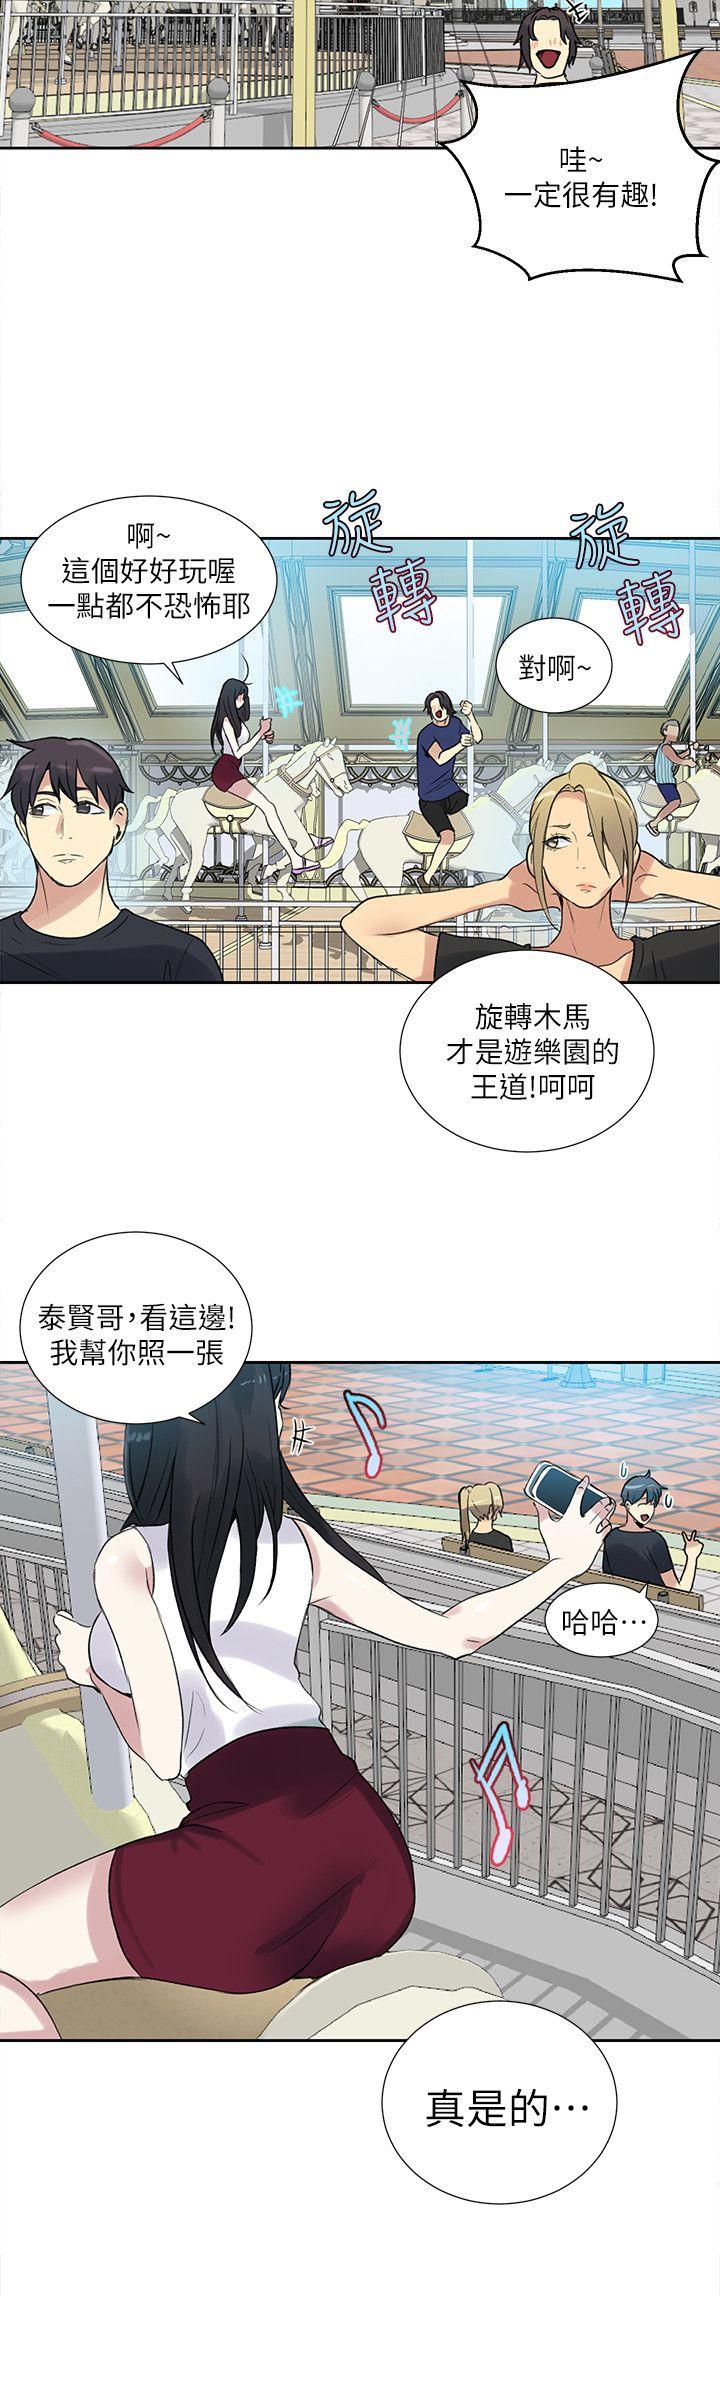 哇~
一定很有趣!
啊~
這個好好玩喔
一點都不恐怖耶
旋轉
旋轉
對啊~
旋轉木馬
才是遊樂園的
王道!呵呵
泰賢哥,看這邊!
我幫你照一張
哈哈…
真是的…